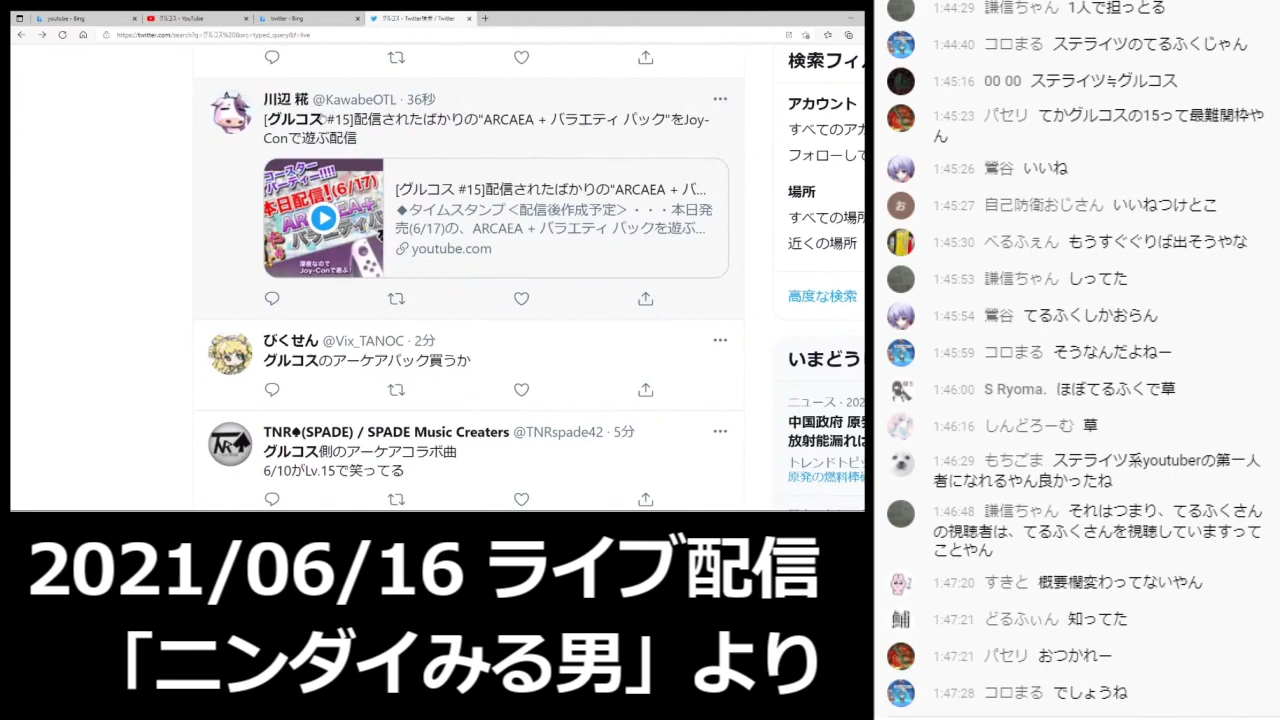 youtube - Bing
グルコス - YouTube
twitter - Bing
グルコス - Twitter検索 / Twitter
https://twitter.com/search?q=グルコス%20&src=typed_query&f=live
川辺 糀 @KawabeOTL · 36秒
[グルコス #15]配信されたばかりの"ARCAEA + バラエティ パック"をJoy-
Conで遊ぶ配信
コースター
パーティー!!!!
本日配信!(6/17)
ARCAEA+
バラエティパ
深夜なので
Joy-Conで遊ぶ!
[グルコス #15]配信されたばかりの"ARCAEA + バ...
◆タイムスタンプ＜配信後作成予定＞・・・本日発
売(6/17)の、ARCAEA + バラエティ パックを遊ぶ...
youtube.com
びくせん @Vix_TANOC · 2分
グルコスのアーケアパック買うか
TNR♠(SPADE) / SPADE Music Creaters @TNRspade42 · 5分
グルコス側のアーケアコラボ曲
6/10がLv.15で笑ってる
検索フィル
アカウント
すべてのアカ
フォローして
場所
すべての場所
近くの場所
高度な検索
いまどう
ニュース · 202
中国政府 原発
放射能漏れは
トレンドトピッ
原発の燃料棒破
2021/06/16 ライブ配信
「ニンダイみる男」より
1:44:29 謙信ちゃん 1人で担っとる
1:44:40 コロまる ステライツのてるふくじゃん
1:45:16 00 00 ステライツ≒グルコス
1:45:23 パセリ てかグルコスの15って最難関枠や
ん
1:45:26 鶯谷 いいね
お
1:45:27 自己防衛おじさん いいねつけとこ
1:45:30 べるふぇん もうすぐぐりば出そうやな
1:45:53 謙信ちゃん しってた
1:45:54 鶯谷 てるふくしかおらん
1:45:59 コロまる そうなんだよねー
1:46:00 S Ryoma. ほぼてるふくで草
1:46:16 しんどろーむ 草
1:46:29 もちごま ステライツ系youtuberの第一人
者になれるやん良かったね
1:46:48 謙信ちゃん それはつまり、てるふくさん
の視聴者は、てるふくさんを視聴していますって
ことやん
1:47:20 すきと 概要欄変わってないやん
1:47:21 どるふぃん 知ってた
1:47:21 パセリ おつかれー
1:47:28 コロまる でしょうね